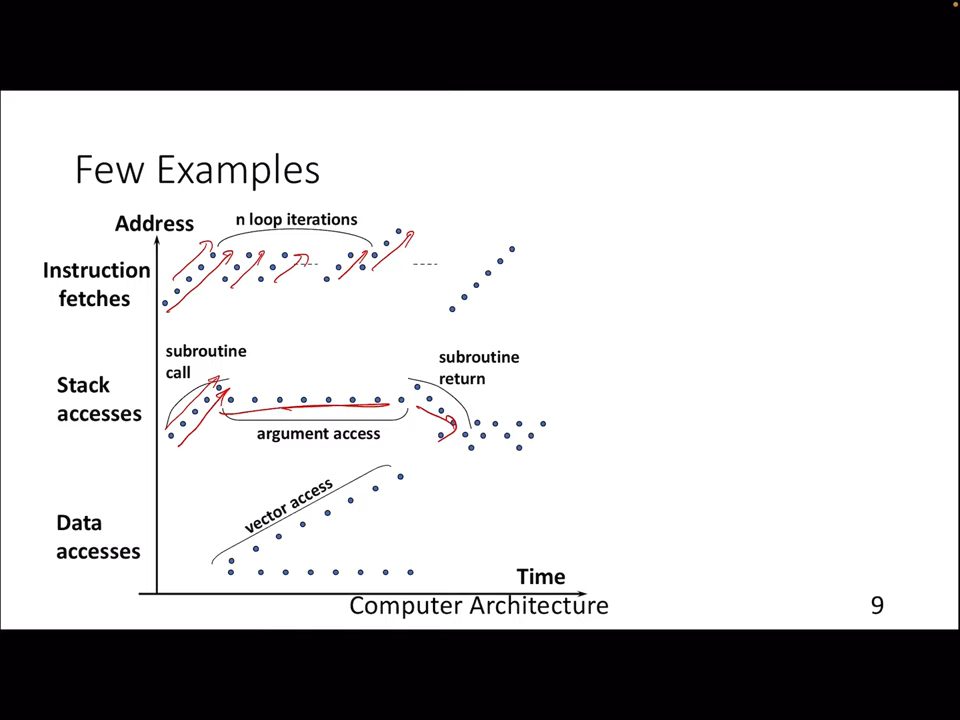 Few Examples
Address
n loop iterations
Instruction
fetches
subroutine
call
subroutine
return
Stack
accesses
argument access
vector access
Data
accesses
Time
Computer Architecture
9